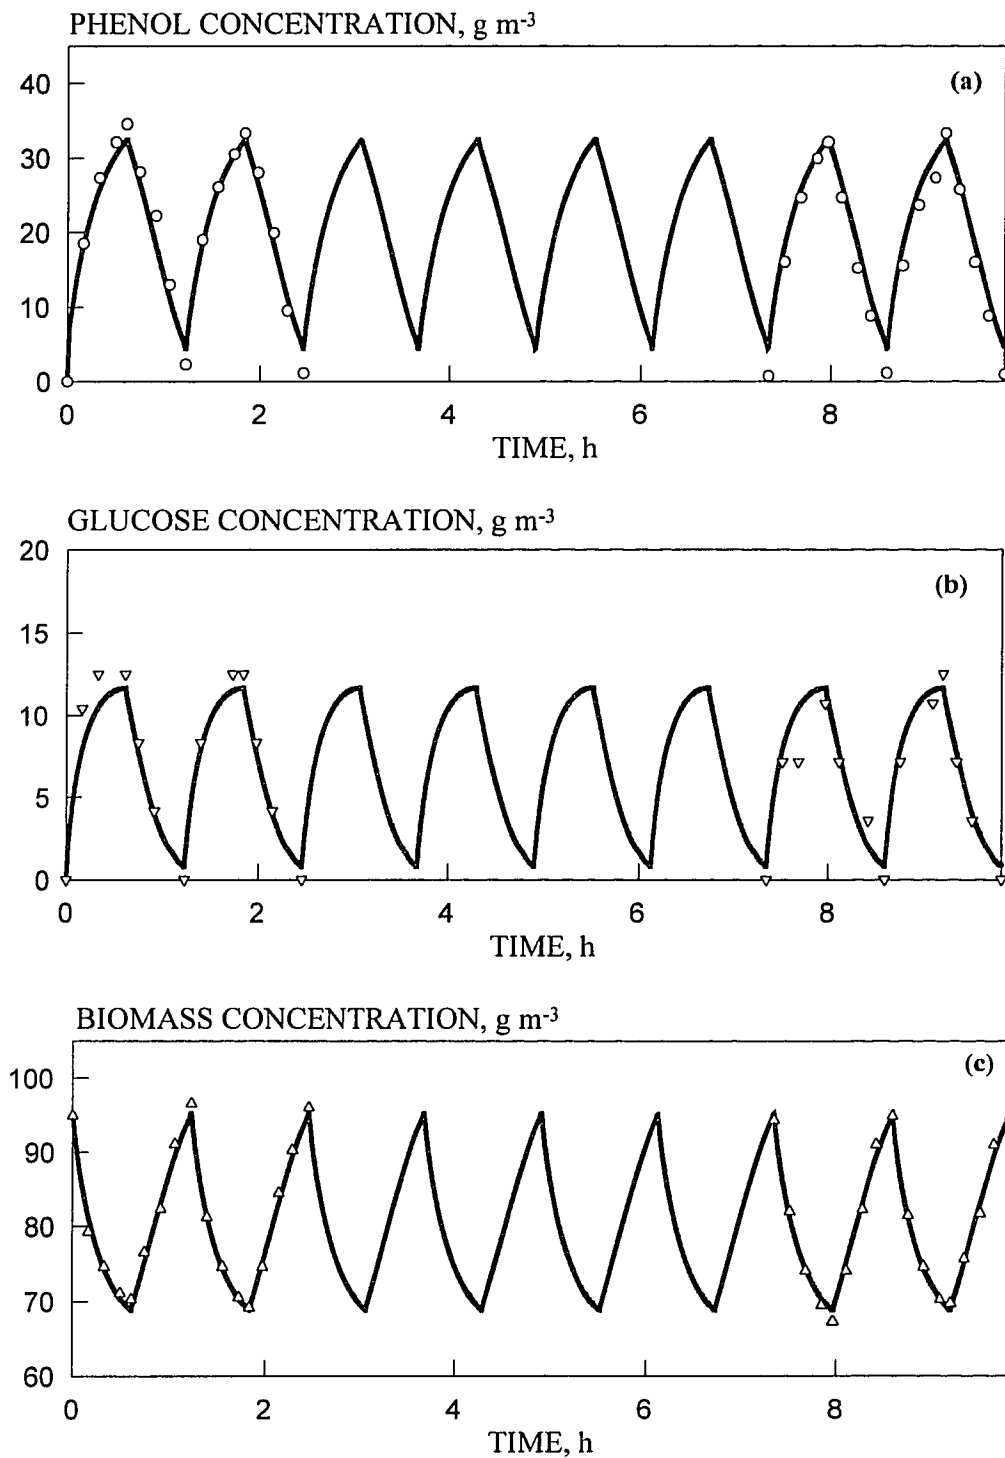 PHENOL CONCENTRATION, g m-3
(a)
40
30
20
10
0
0 2 4 6 8
TIME, h
GLUCOSE CONCENTRATION, g m-3
20
(b)
15
10
5
0
0 2 4 6 8
TIME, h
BIOMASS CONCENTRATION, g m-3
(c)
100
90
80
70
60
0 2 4 6 8
TIME, h